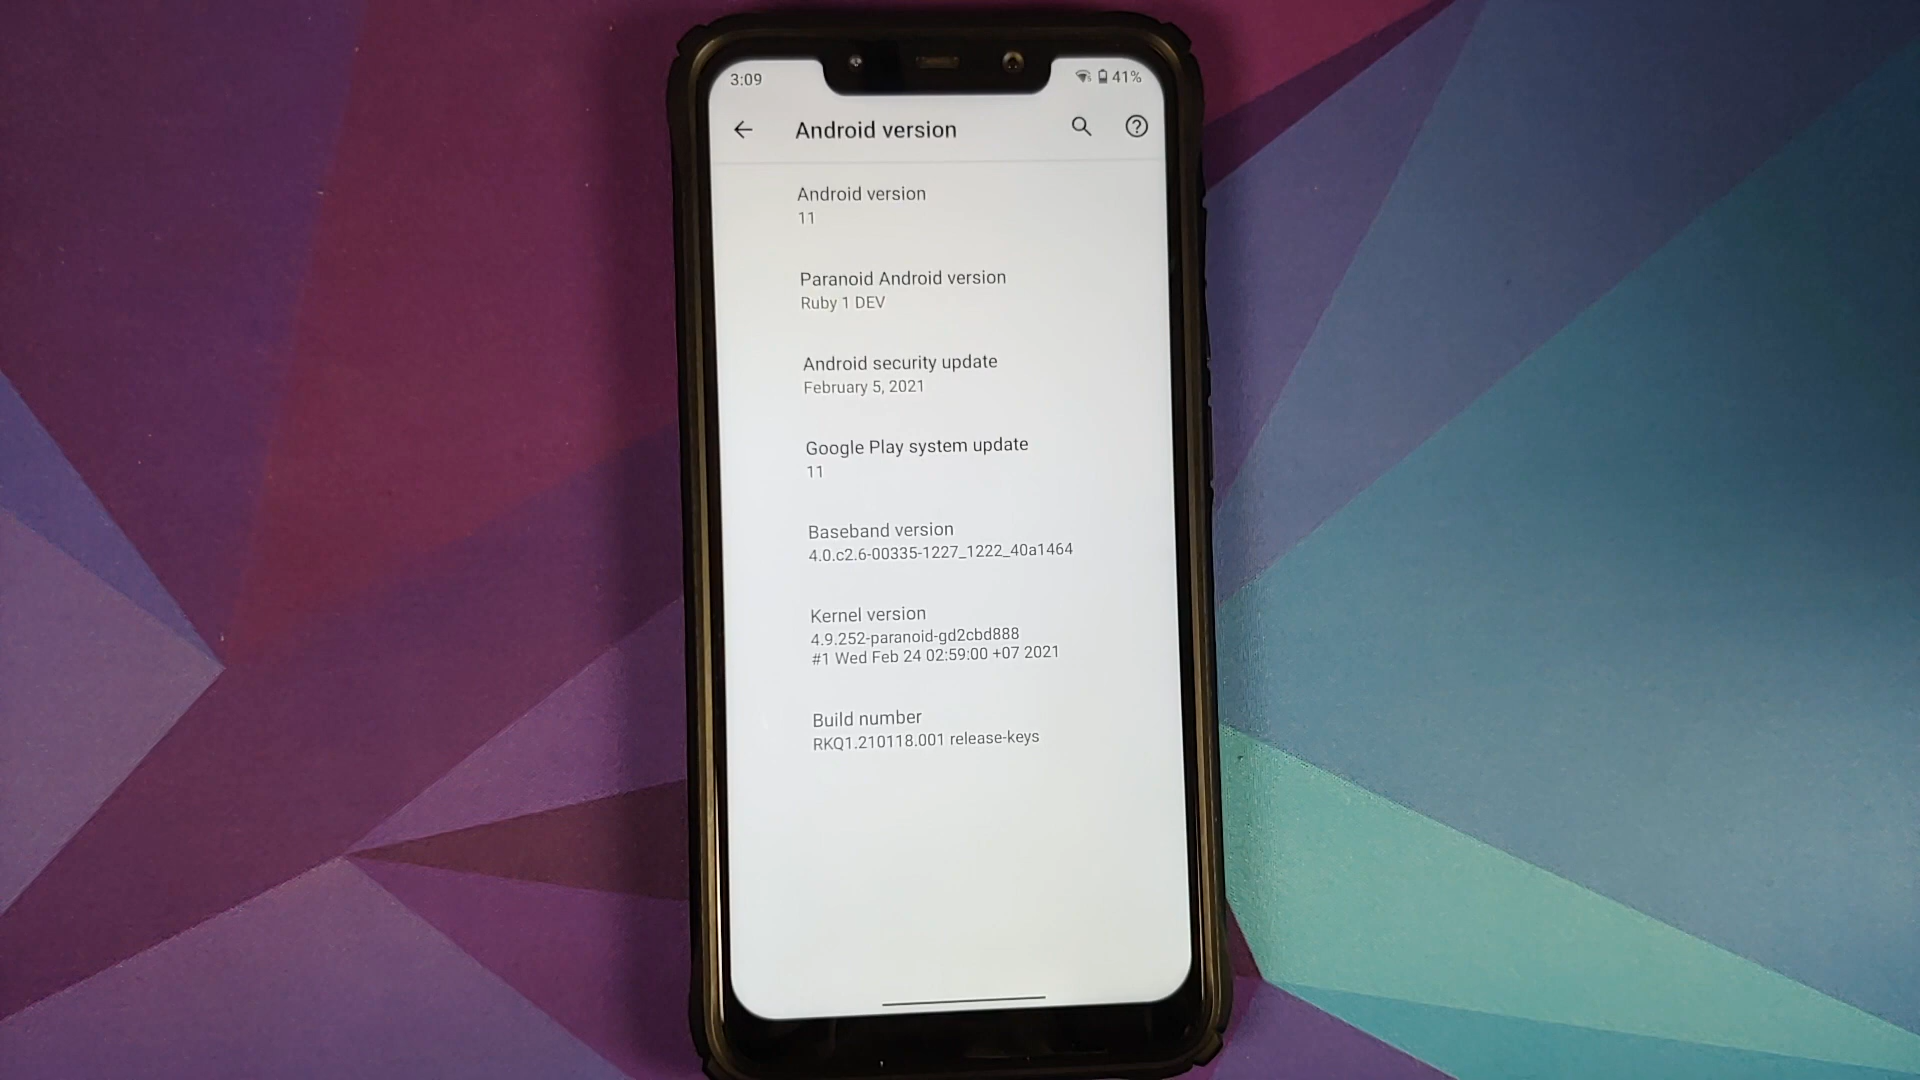 3:09
41%
Android version
Android version
11
Paranoid Android version
Ruby 1 DEV
Android security update
February 5, 2021
Google Play system update
11
Baseband version
4.0.c2.6-00335-1227_1222_40a1464
Kernel version
4.9.252-paranoid-gd2cbd888
#1 Wed Feb 24 02:59:00 +07 2021
Build number
RKQ1.210118.001 release-keys